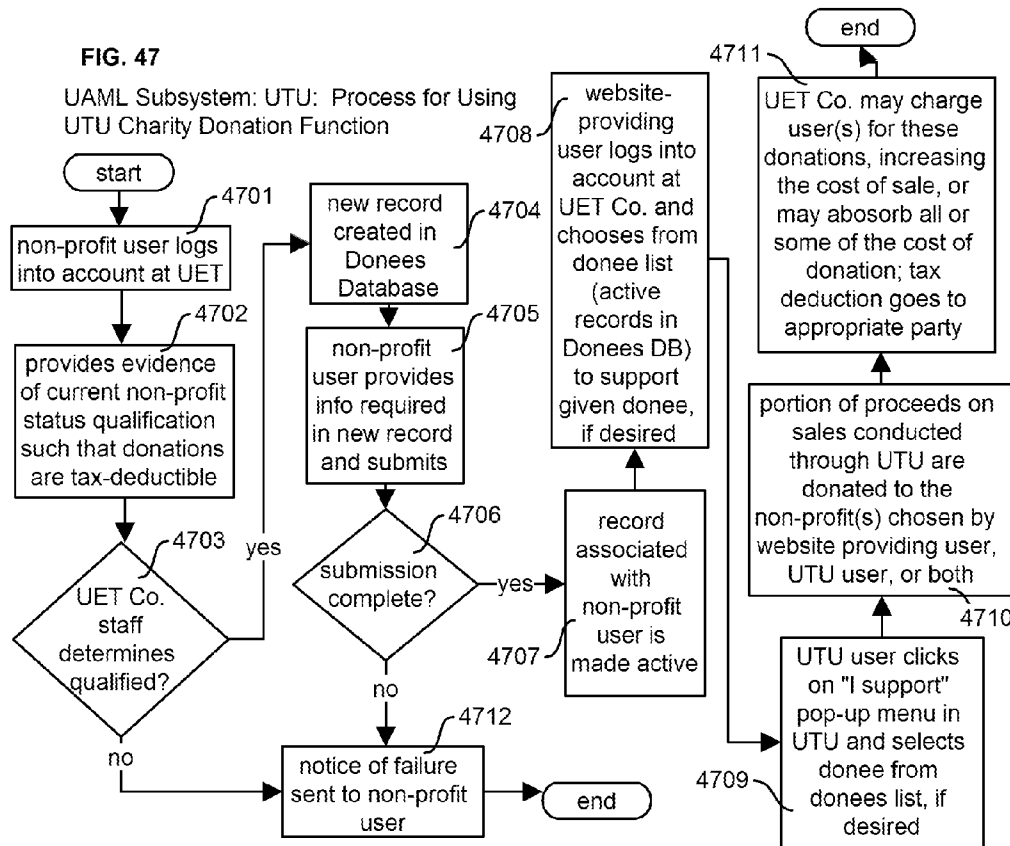 FIG. 47
UAML Subsystem: UTU: Process for Using
UTU Charity Donation Function
start
4701
non-profit user logs
into account at UET
4702
provides evidence
of current non-profit
status qualification
such that donations
are tax-deductible
4703
UET Co.
staff
determines
qualified?
yes
no
4704
new record
created in
Donees
Database
4705
non-profit
user provides
info required
in new record
and submits
4706
submission
complete?
yes
no
4712
notice of failure
sent to non-profit
user
end
4707
record
associated
with
non-profit
user is
made active
4708
website-
providing
user logs into
account at
UET Co. and
chooses from
donee list
(active
records in
Donees DB)
to support
given donee,
if desired
4709
UTU user clicks
on "I support"
pop-up menu in
UTU and selects
donee from
donees list, if
desired
4710
portion of proceeds on
sales conducted
through UTU are
donated to the
non-profit(s) chosen by
website providing user,
UTU user, or both
4711
UET Co. may charge
user(s) for these
donations, increasing
the cost of sale, or
may abosorb all or
some of the cost of
donation; tax
deduction goes to
appropriate party
end